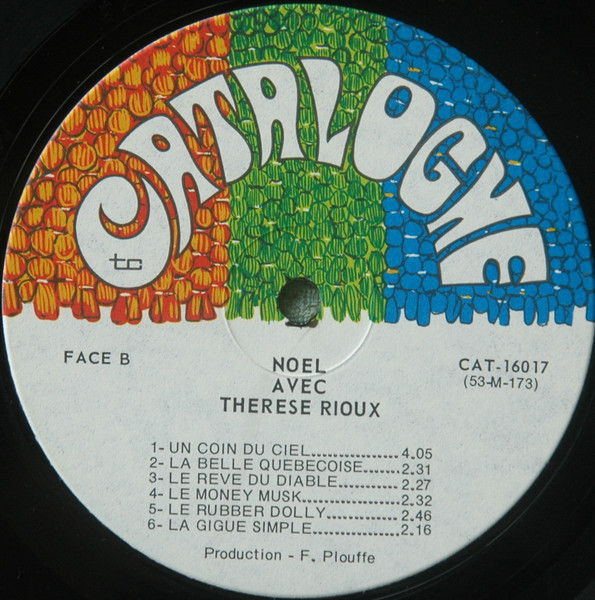 CATALOGNE
tc
FACE B
NOEL
AVEC
THERESE RIOUX
CAT-16017
(53-M-173)
1- UN COIN DU CIEL....................4.05
2- LA BELLE QUEBECOISE.......2.31
3- LE REVE DU DIABLE............2.27
4- LE MONEY MUSK..................2.32
5- LE RUBBER DOLLY..............2.46
6- LA GIGUE SIMPLE................2.16
Production - F. Plouffe